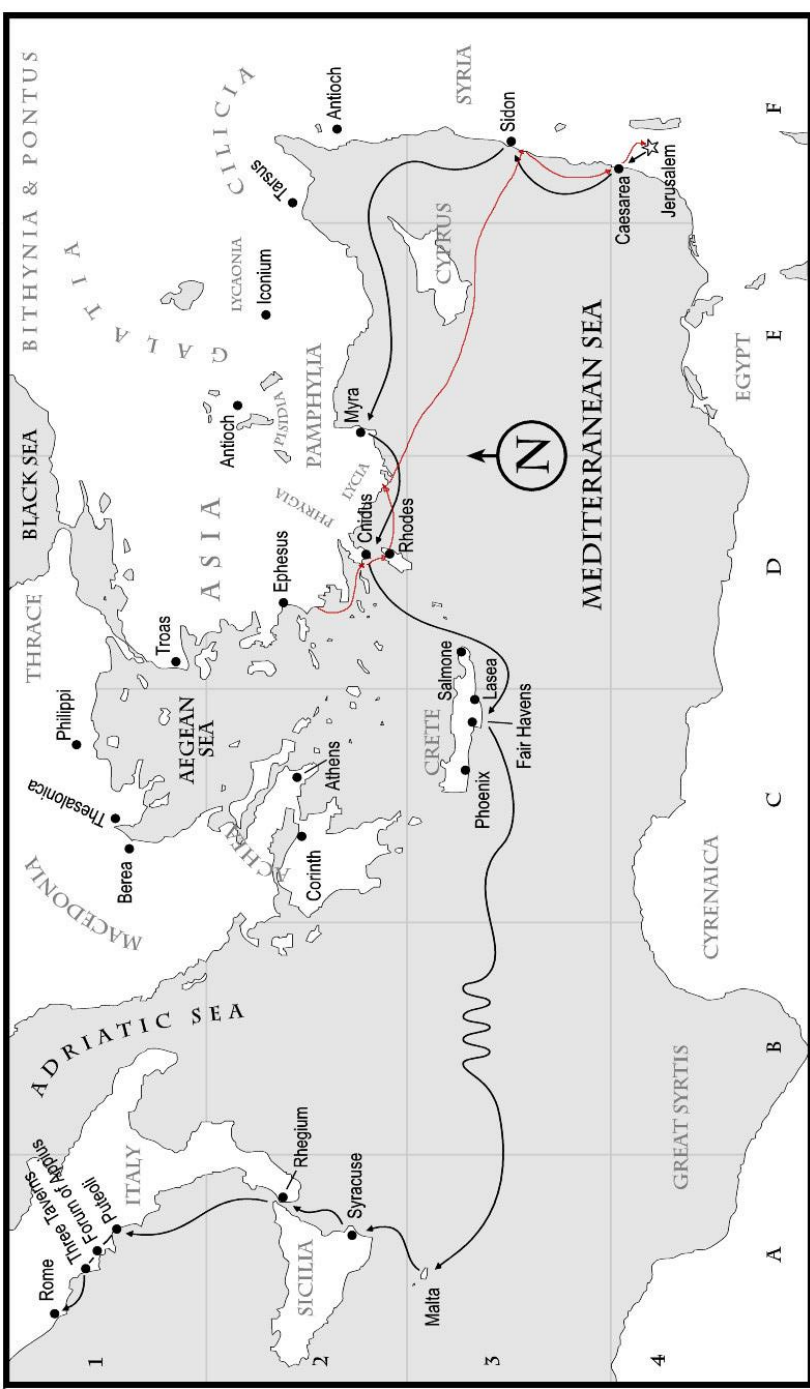 BITHYNIA & PONTUS
BLACK SEA
THRACE
MACEDONIA
Philippi
Thesalonica
Berea
Troas
AEGEAN
SEA
ASIA
GALATIA
LYCAONIA
CILICIA
Tarsus
Antioch
SYRIA
Iconium
Antioch
PISIDIA
PAMPHYLIA
PHRYGIA
LYCIA
Myra
Ephesus
Cnidus
Rhodes
ACHEA
Athens
Corinth
ADRIATIC SEA
ITALY
Rome
Three Taverns
Forum of Appius
Puteoli
Rhegium
SICILIA
Syracuse
Malta
CRETE
Salmone
Lasea
Fair Havens
Phoenix
CYPRUS
Sidon
Caesarea
Jerusalem
N
MEDITERRANEAN SEA
EGYPT
CYRENAICA
GREAT SYRTIS
1
2
3
4
A
B
C
D
E
F